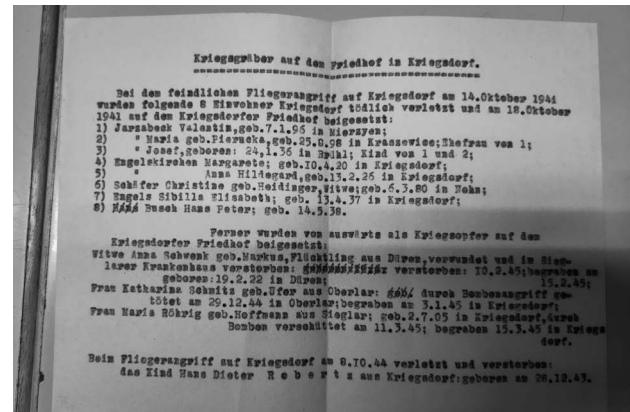 Kriegsgräber auf dem Friedhof in Kriegsdorf.
Bei dem feindlichen Fliegerangriff auf Kriegsdorf am 14.Oktober 1941
wurden folgende 8 Einwohner Kriegsdorf tödlich verletzt und am 18.Oktober
1941 auf dem Kriegsdorfer Friedhof beigesetzt:
1) Jarzabeck Valentin,geb.7.1.96 in Mierzyen;
2) " Maria geb.Pierucka,geb.25.8.98 in Kraszewice;Ehefrau von 1;
3) " Josef,geboren: 24,1.36 in Brühl; Kind von 1 und 2;
4) Engelskirchen Margarete; geb.10.4.20 in Kriegsdorf;
5) " Anna Hildegard,geb.13.2.26 in Kriegsdorf;
6) Schäfer Christine geb.Heidinger,Witwe;geb.6.3.80 in Nohn;
7) Engels Sibilla Elisabeth; geb. 13.4.37 in Kriegsdorf;
8) Busch Hans Peter; geb. 14.5.38.
Ferner wurden von auswärts als Kriegsopfer auf dem
Kriegsdorfer Friedhof beigesetzt:
Witwe Anna Schwenk geb.Markus,Flüchtling aus Düren,verwundet und im Sieg-
larer Krankenhaus verstorben: verstorben: 10.2.45;begraben am
geboren:19.2.22 in Düren; 15.2.45;
Frau Katharina Schmitz geb.Ufer aus Oberlar: durch Bombenangriff ge-
tötet am 29.12.44 in Oberlar;begraben am 3.1.45 in Kriegsdorf;
Frau Maria Röhrig geb.Hoffmann aus Sieglar; geb.2.7.05 in Kriegsdorf,durch
Bomben verschüttet am 11.3.45; begraben 15.3.45 in Kriegs
dorf.
Beim Fliegerangriff auf Kriegsdorf am 8.10.44 verletzt und verstorben:
das Kind Hans Dieter R o b e r t z aus Kriegsdorf:geboren am 28.12.43.